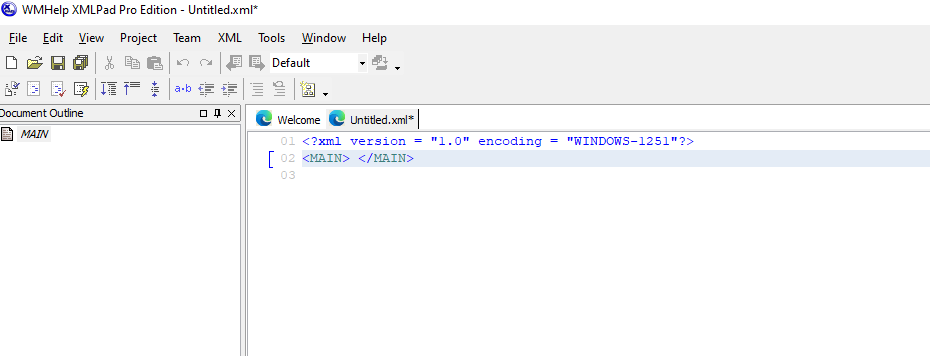 WMHelp XMLPad Pro Edition - Untitled.xml*
File Edit View Project Team XML Tools Window Help
Default
a·b
Document Outline
Welcome Untitled.xml*
MAIN
01 <?xml version = "1.0" encoding = "WINDOWS-1251"?>
02 <MAIN> </MAIN>
03